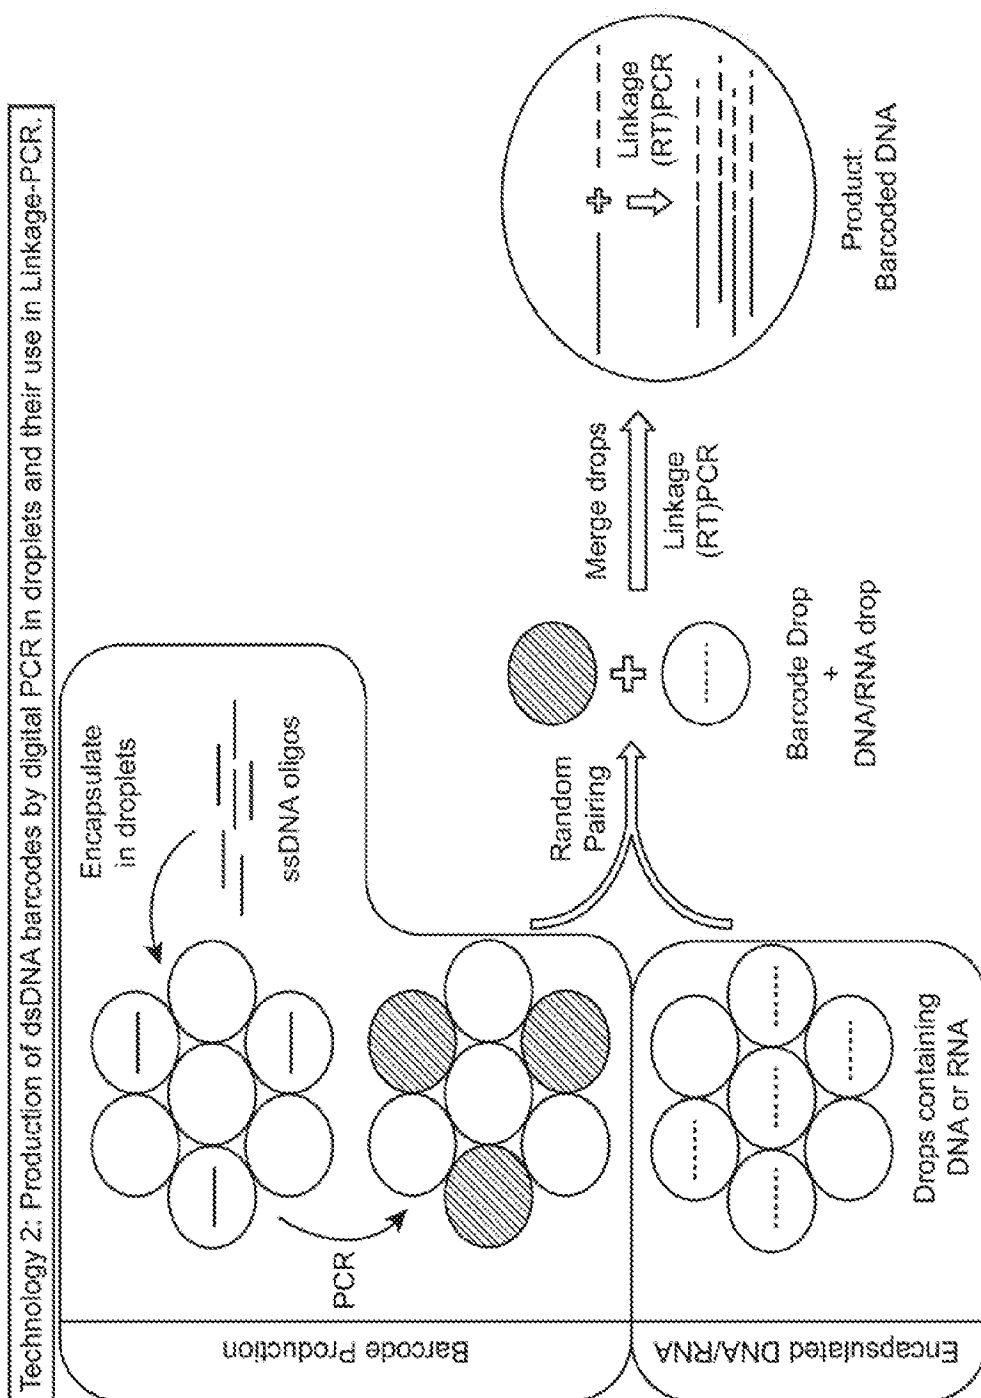 Technology 2: Production of dsDNA barcodes by digital PCR in droplets and their use in Linkage-PCR.
Barcode Production
Encapsulate
in droplets
ssDNA oligos
PCR
Encapsulated DNA/RNA
Drops containing
DNA or RNA
Random
Pairing
Barcode Drop
+
DNA/RNA drop
Merge drops
Linkage
(RT)PCR
+
Linkage
(RT)PCR
Product:
Barcoded DNA